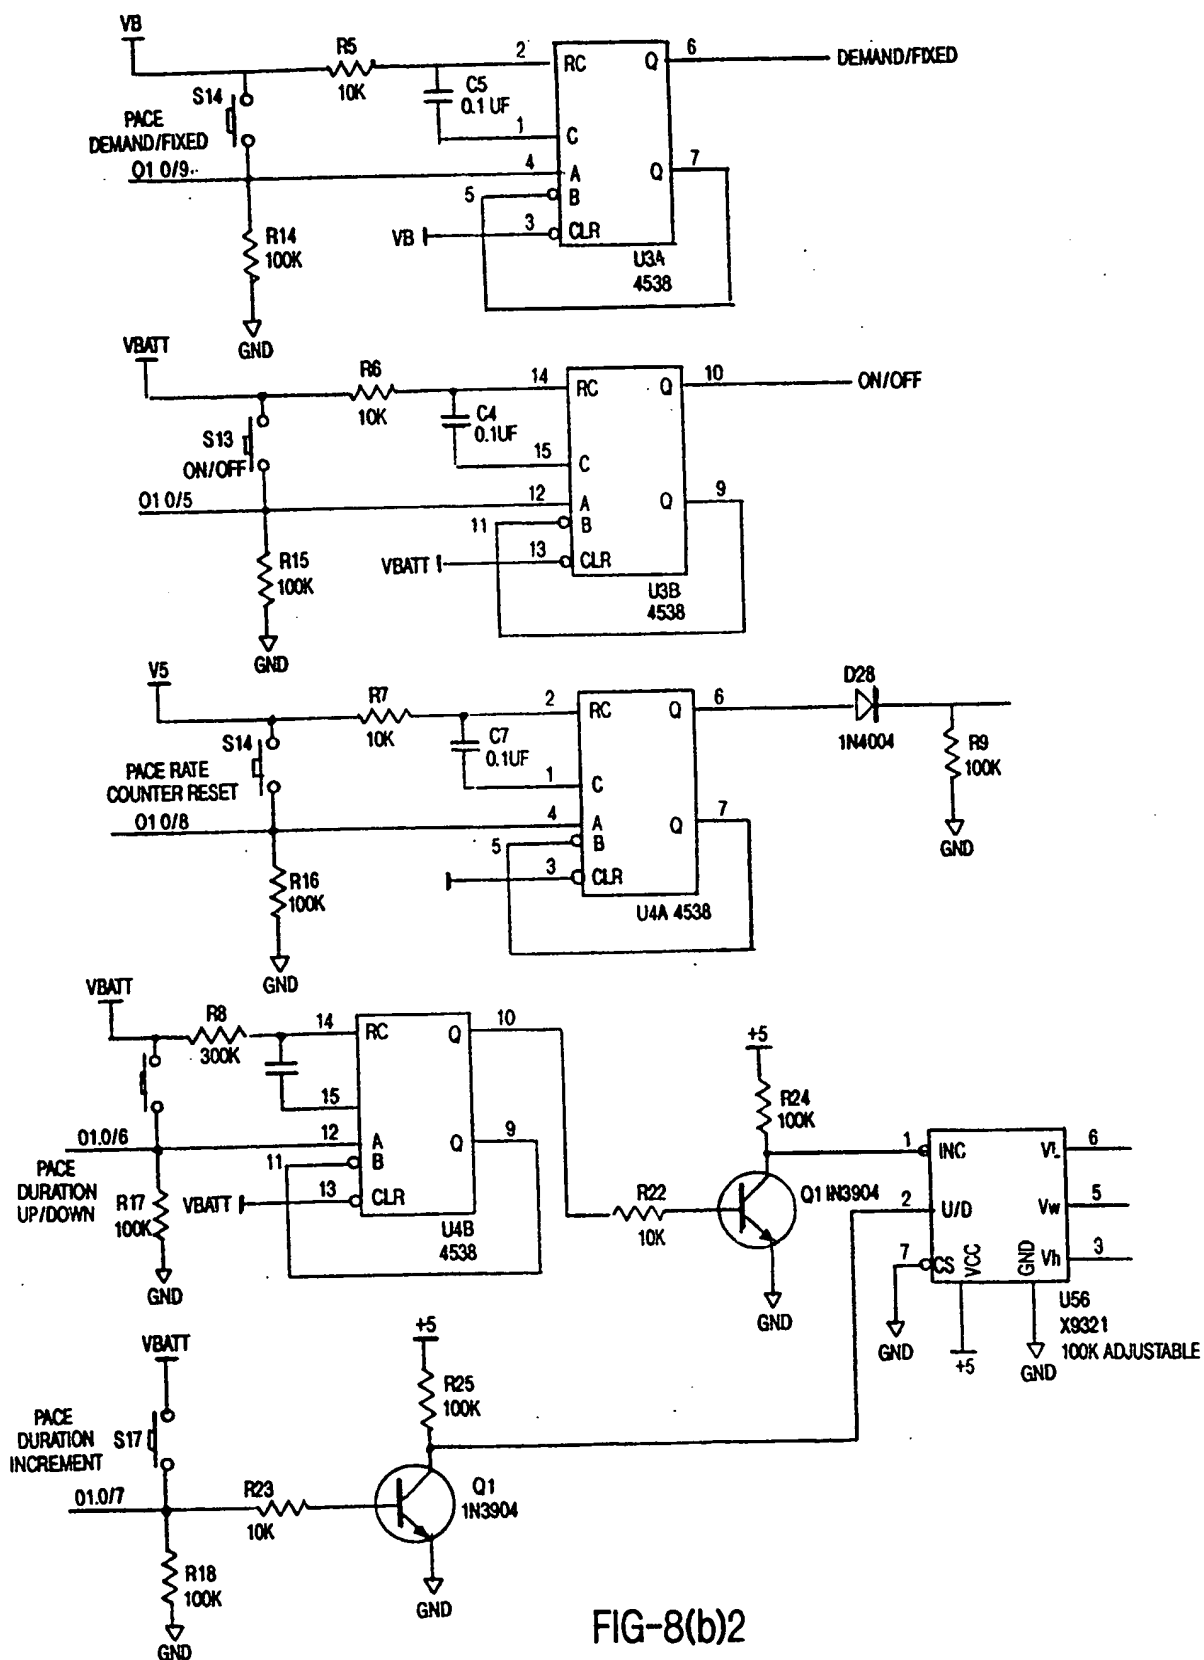 VB
R5
10K
C5
0.1 UF
2
RC
Q
6
DEMAND/FIXED
S14
PACE
DEMAND/FIXED
1
C
O1 0/9
4
A
Q
7
5
B
VB
3
CLR
R14
100K
U3A
4538
GND
VBATT
R6
10K
C4
0.1UF
14
RC
Q
10
ON/OFF
S13
ON/OFF
15
C
O1 0/5
12
A
Q
9
11
B
VBATT
13
CLR
R15
100K
U3B
4538
GND
V5
R7
10K
C7
0.1UF
2
RC
Q
6
D28
1N4004
R9
100K
GND
S14
PACE RATE
COUNTER RESET
1
C
O1 0/8
4
A
Q
7
5
B
3
CLR
R16
100K
U4A 4538
GND
VBATT
R8
300K
14
RC
Q
10
15
O1.0/6
12
A
Q
9
11
B
PACE
DURATION
UP/DOWN
R17
100K
VBATT
13
CLR
U4B
4538
GND
+5
R24
100K
R22
10K
Q1 IN3904
GND
1
INC
VL
6
2
U/D
Vw
5
7
CS
VCC
GND
Vh
3
GND
+5
GND
U56
X9321
100K ADJUSTABLE
VBATT
PACE
DURATION
INCREMENT
S17
O1.0/7
R23
10K
+5
R25
100K
Q1
1N3904
R18
100K
GND
GND
FIG-8(b)2